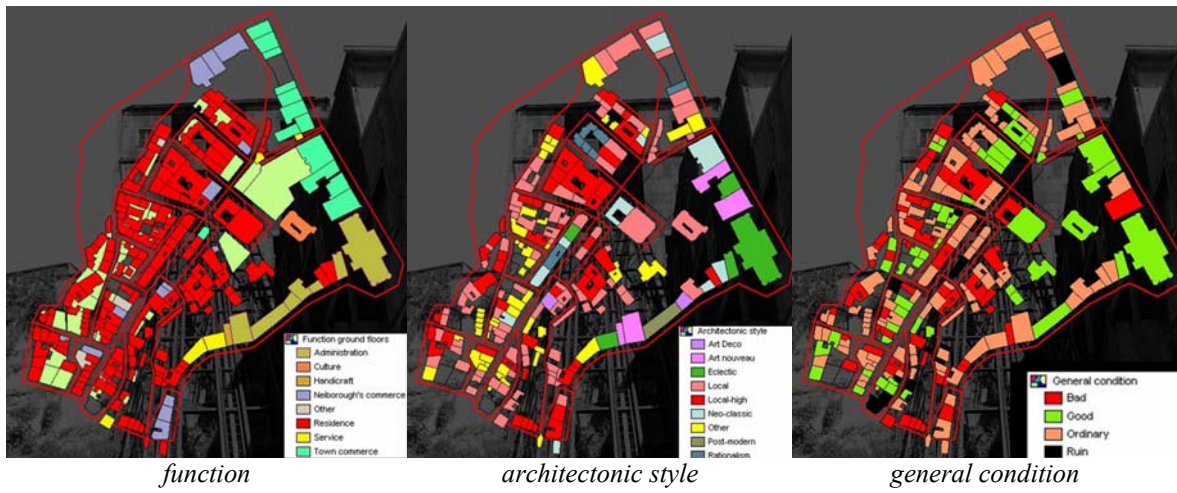 Function ground floors
Administration
Culture
Handicraft
Neiborough's commerce
Other
Residence
Service
Town commerce
Architectonic style
Art Deco
Art nouveau
Eclectic
Local
Local-high
Neo-classic
Other
Post-modern
Rationalism
General condition
Bad
Good
Ordinary
Ruin
function
architectonic style
general condition